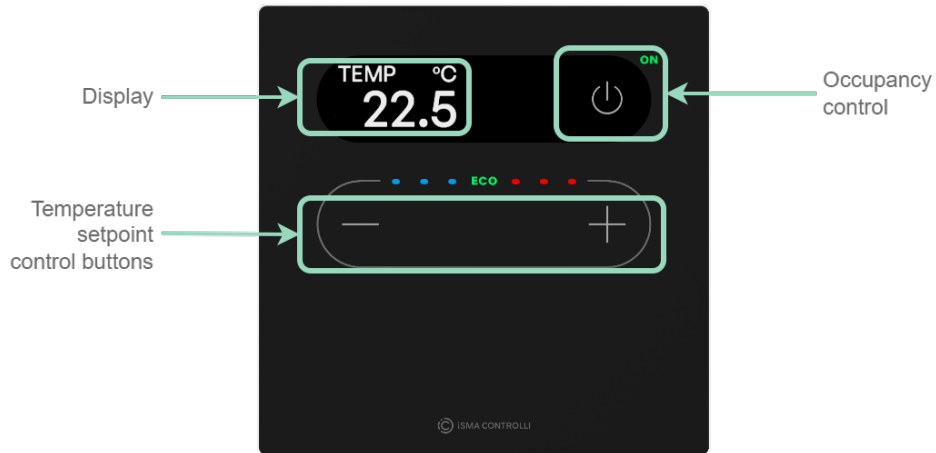 TEMP °C
22.5
ON
Display
Occupancy
control
ECO
Temperature
setpoint
control buttons
iSMA CONTROLLI